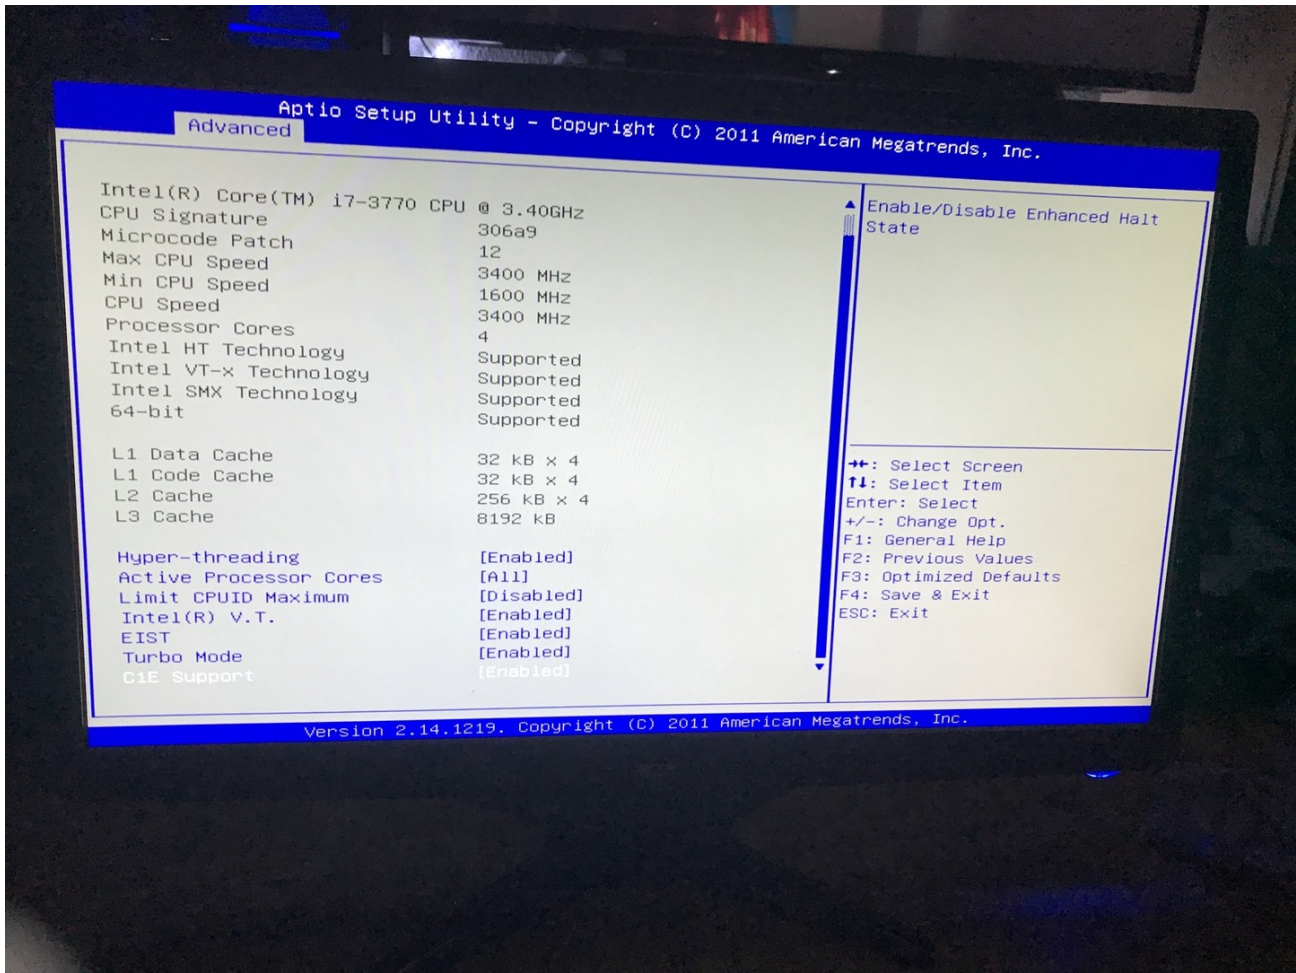 Aptio Setup Utility – Copyright (C) 2011 American Megatrends, Inc.
Advanced
Intel(R) Core(TM) i7-3770 CPU @ 3.40GHz
CPU Signature 306a9
Microcode Patch 12
Max CPU Speed 3400 MHz
Min CPU Speed 1600 MHz
CPU Speed 3400 MHz
Processor Cores 4
Intel HT Technology Supported
Intel VT-x Technology Supported
Intel SMX Technology Supported
64-bit Supported
L1 Data Cache 32 kB x 4
L1 Code Cache 32 kB x 4
L2 Cache 256 kB x 4
L3 Cache 8192 kB
Hyper-threading [Enabled]
Active Processor Cores [All]
Limit CPUID Maximum [Disabled]
Intel(R) V.T. [Enabled]
EIST [Enabled]
Turbo Mode [Enabled]
C1E Support [Enabled]
Enable/Disable Enhanced Halt
State
→←: Select Screen
↑↓: Select Item
Enter: Select
+/-: Change Opt.
F1: General Help
F2: Previous Values
F3: Optimized Defaults
F4: Save & Exit
ESC: Exit
Version 2.14.1219. Copyright (C) 2011 American Megatrends, Inc.